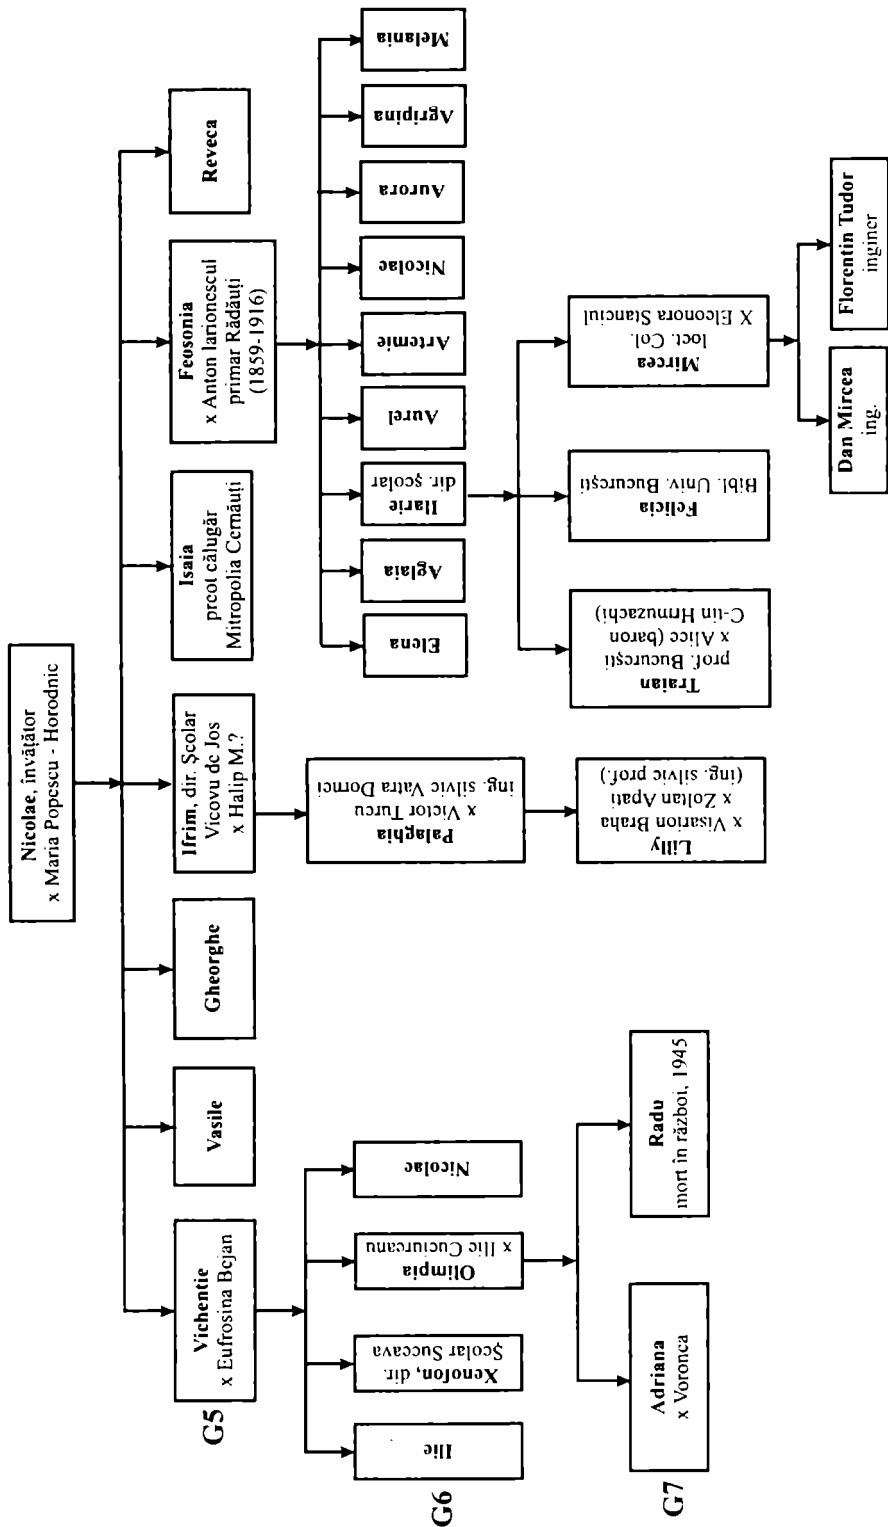 Nicolae, învățător
x Maria Popescu - Horodnic
G5
Vichentie
x Eufrosina Bejan
Vasile
Gheorghe
Ifrim, dir. Școlar
Vicovu de Jos
x Halip M.?
Isaia
preot călugăr
Mitropolia Cernăuți
Feosonia
x Anton Iarionescul
primar Rădăuți
(1859-1916)
Reveca
G6
Ilie
Xenofon, dir.
Școlar Suceava
Olimpia
x Ilie Cuciureanu
Nicolae
Palaghia
x Victor Turcu
ing. silvic Vatra Dornei
Elena
Aglaia
Ilarie
dir. școlar
Aurel
Artemie
Nicolae
Aurora
Agripina
Melania
G7
Adriana
x Voronca
Radu
mort în război, 1945
Lilly
x Visarion Braha
x Zoltan Apati
(ing. silvic prof.)
Traian
prof. București
x Alice (baron
C-tin Hrmuzachi)
Felicia
Bibl. Univ. București
Mircea
loct. Col.
X Eleonora Stanciul
Dan Mircea
ing.
Florentin Tudor
inginer